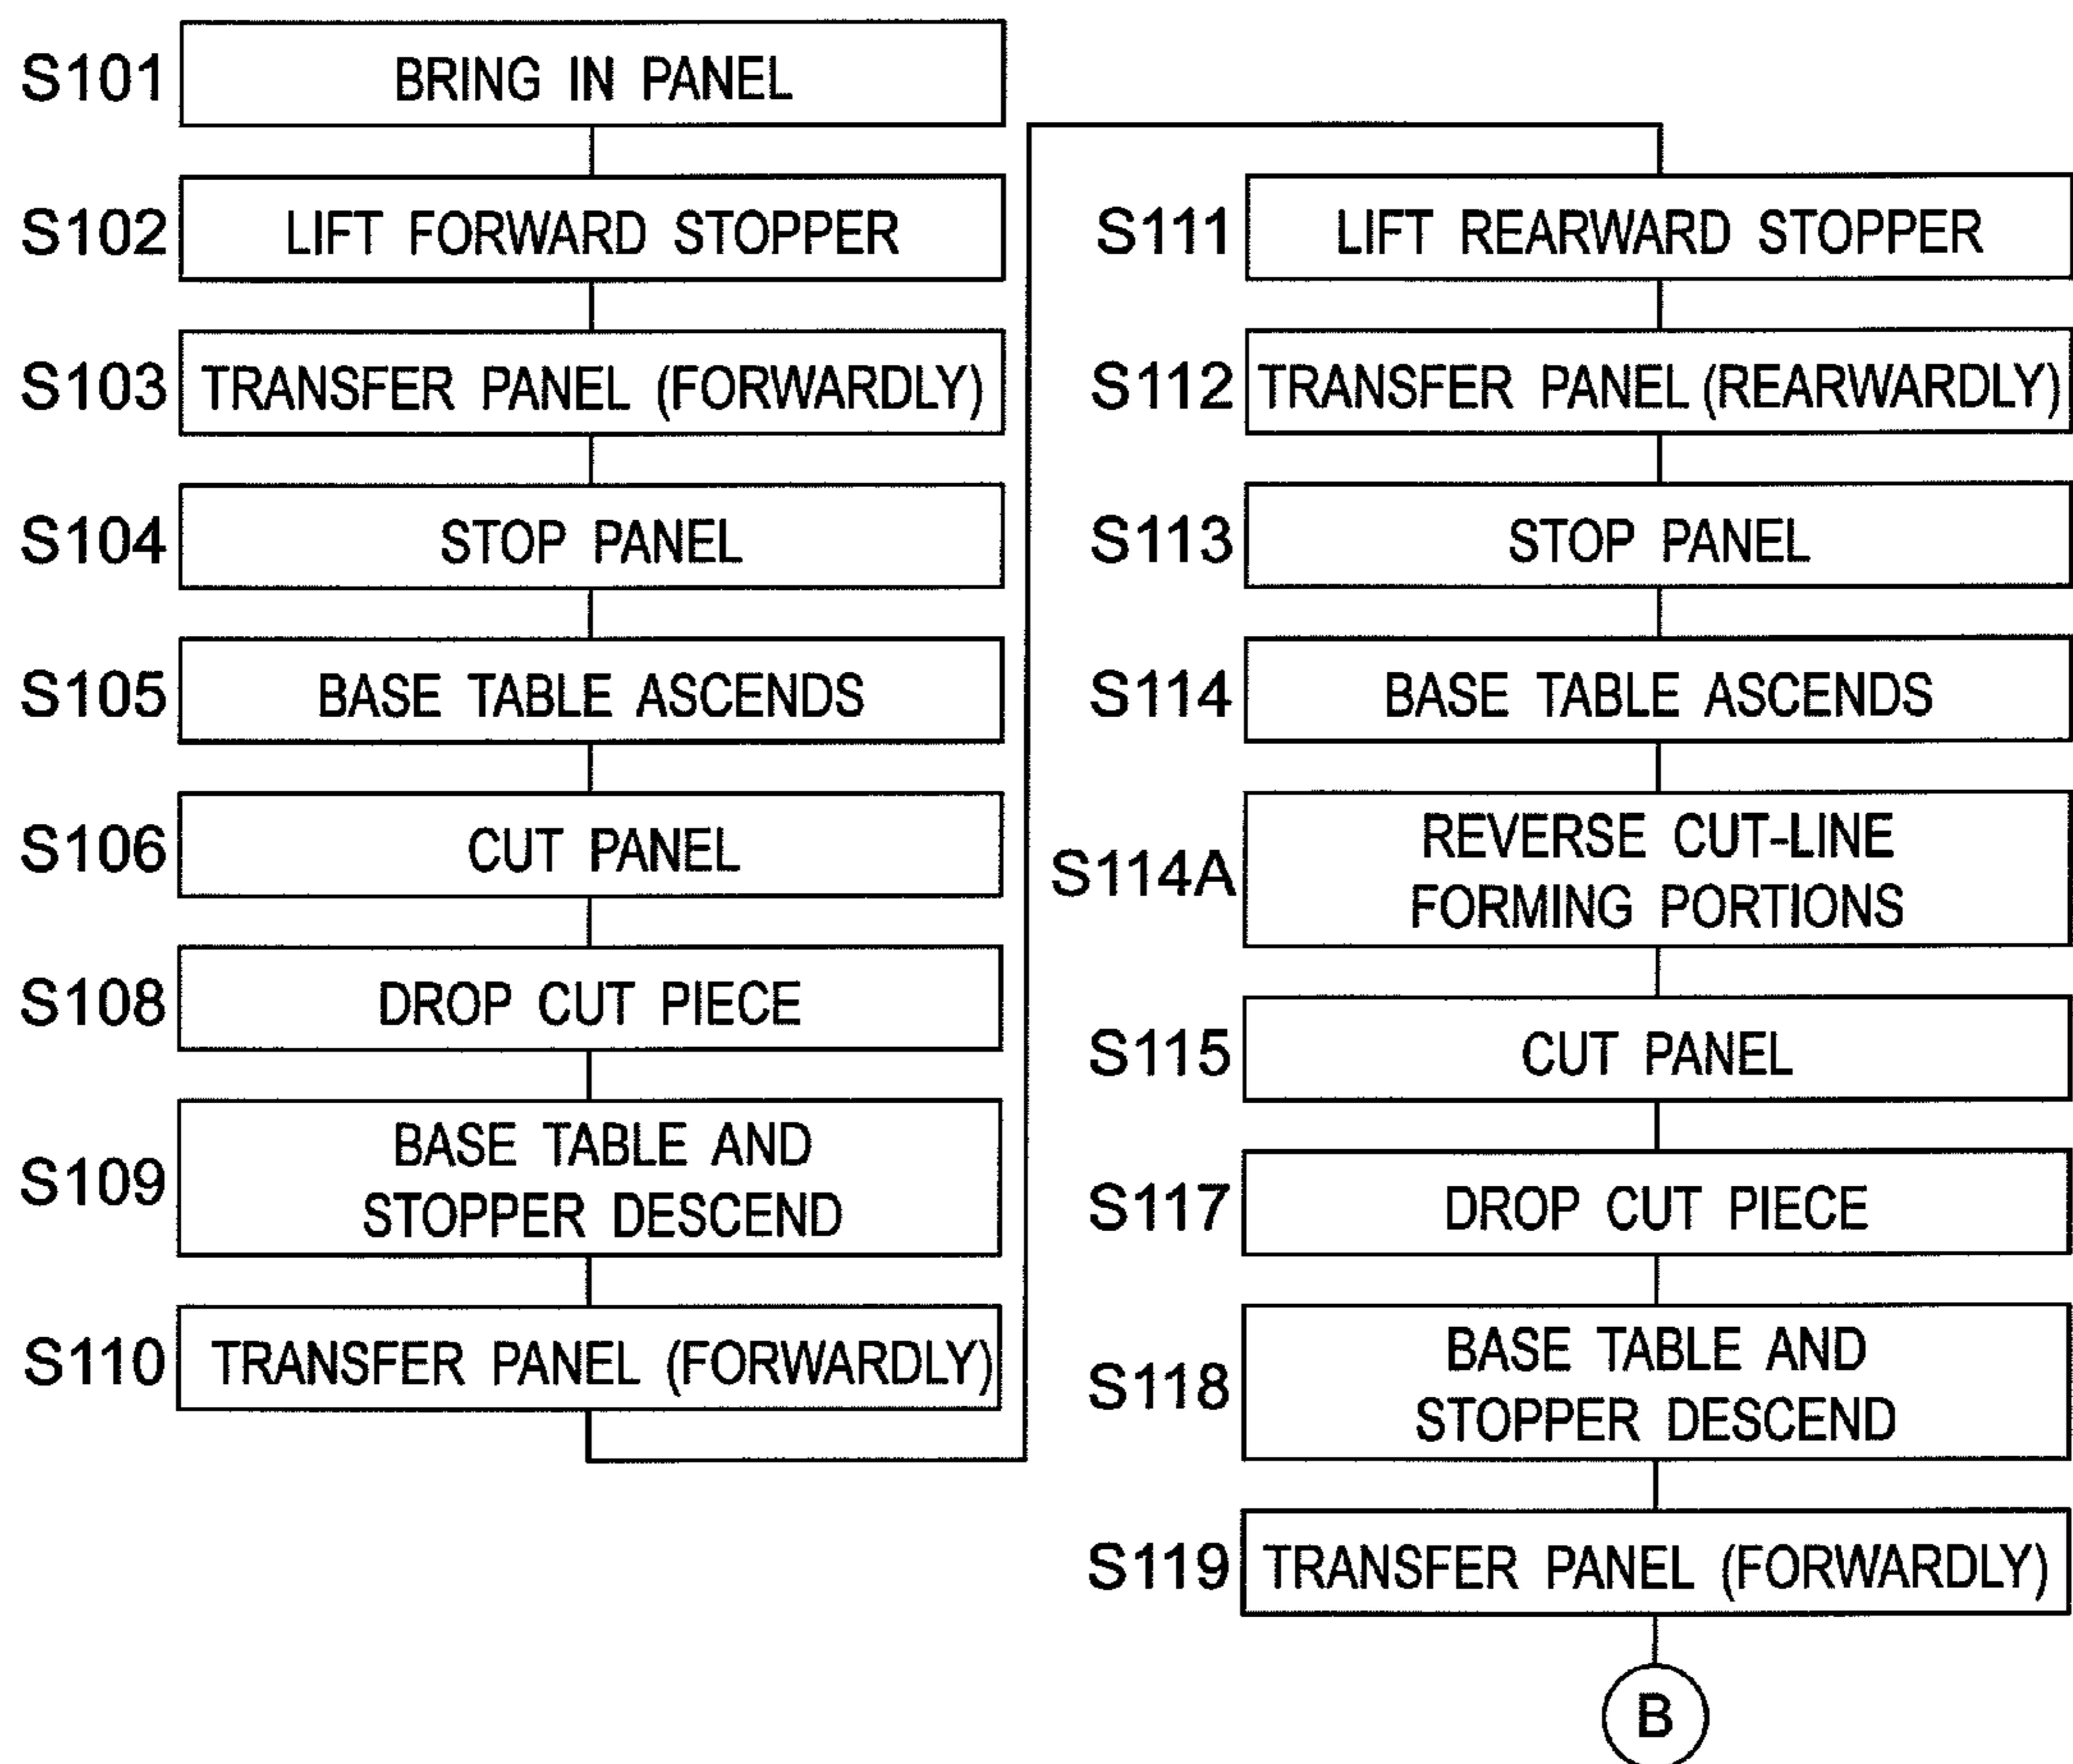 S101 BRING IN PANEL
S102 LIFT FORWARD STOPPER
S103 TRANSFER PANEL (FORWARDLY)
S104 STOP PANEL
S105 BASE TABLE ASCENDS
S106 CUT PANEL
S108 DROP CUT PIECE
S109 BASE TABLE AND
STOPPER DESCEND
S110 TRANSFER PANEL (FORWARDLY)
S111 LIFT REARWARD STOPPER
S112 TRANSFER PANEL (REARWARDLY)
S113 STOP PANEL
S114 BASE TABLE ASCENDS
S114A REVERSE CUT-LINE
FORMING PORTIONS
S115 CUT PANEL
S117 DROP CUT PIECE
S118 BASE TABLE AND
STOPPER DESCEND
S119 TRANSFER PANEL (FORWARDLY)
B